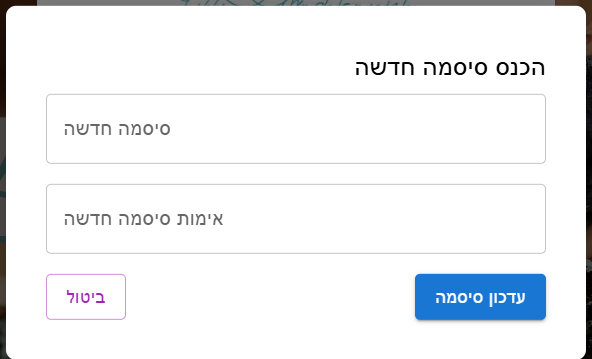 הכנס סיסמה חדשה
סיסמה חדשה
אימות סיסמה חדשה
עדכון סיסמה
ביטול